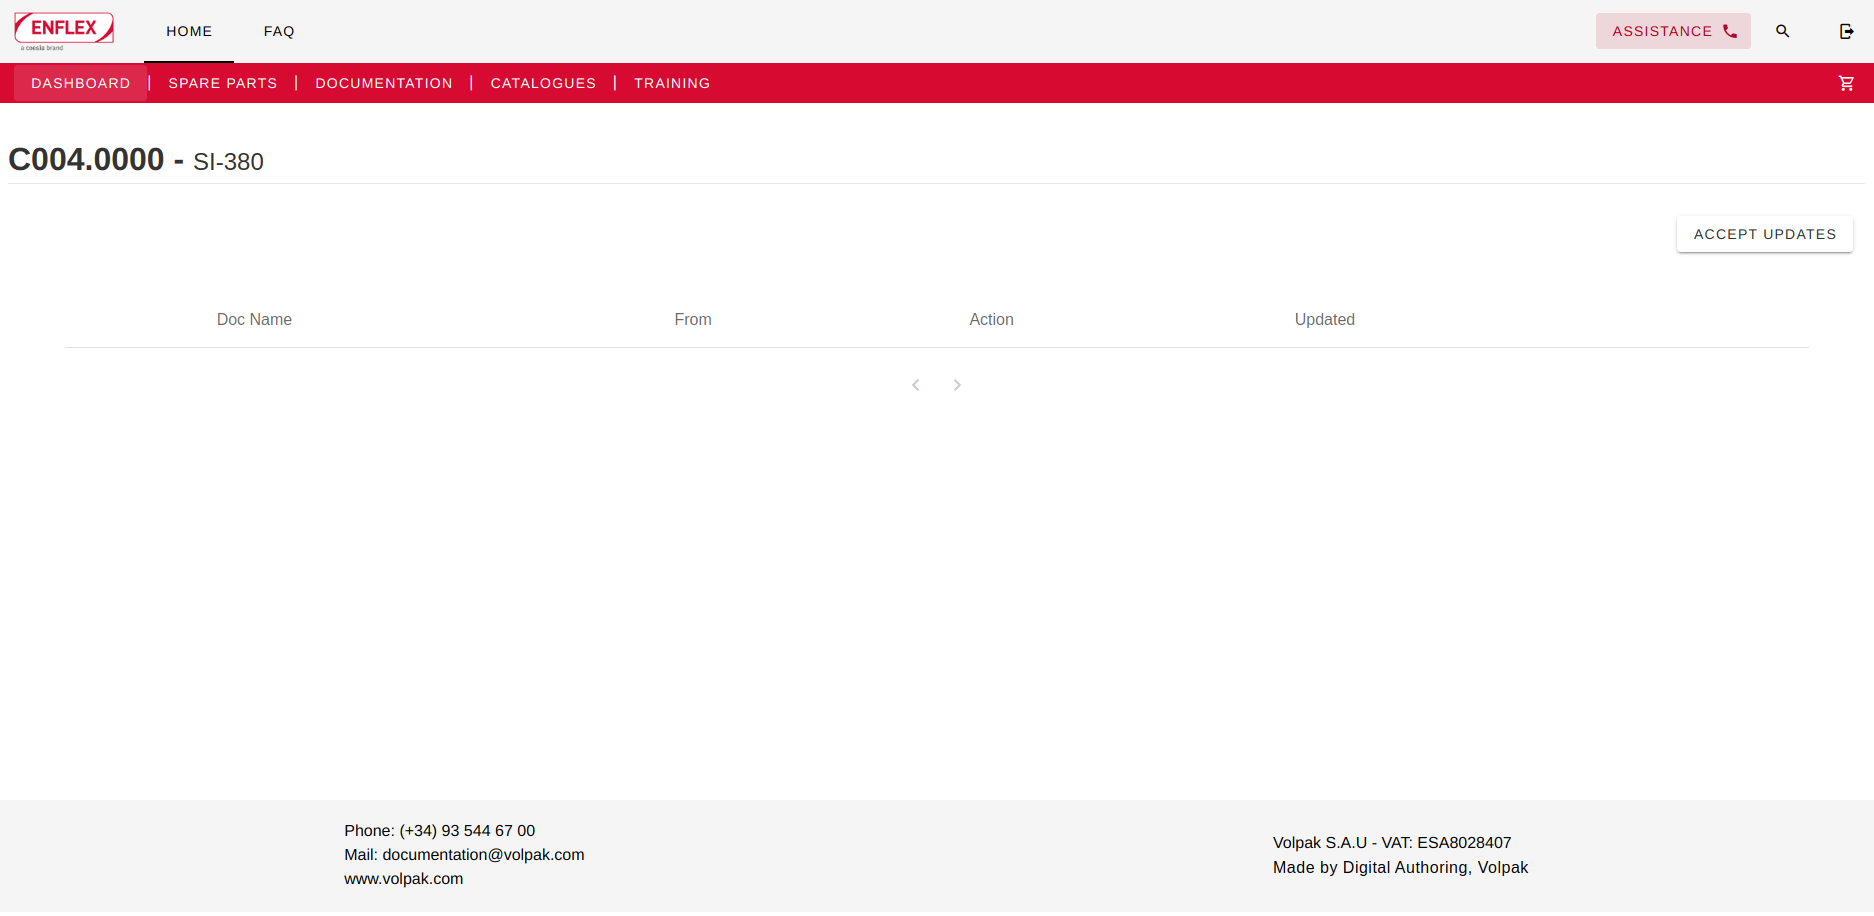 ENFLEX
a coesia brand
HOME
FAQ
ASSISTANCE
DASHBOARD | SPARE PARTS | DOCUMENTATION | CATALOGUES | TRAINING
C004.0000 - SI-380
ACCEPT UPDATES
Doc Name From Action Updated
Phone: (+34) 93 544 67 00
Mail: documentation@volpak.com
www.volpak.com
Volpak S.A.U - VAT: ESA8028407
Made by Digital Authoring, Volpak